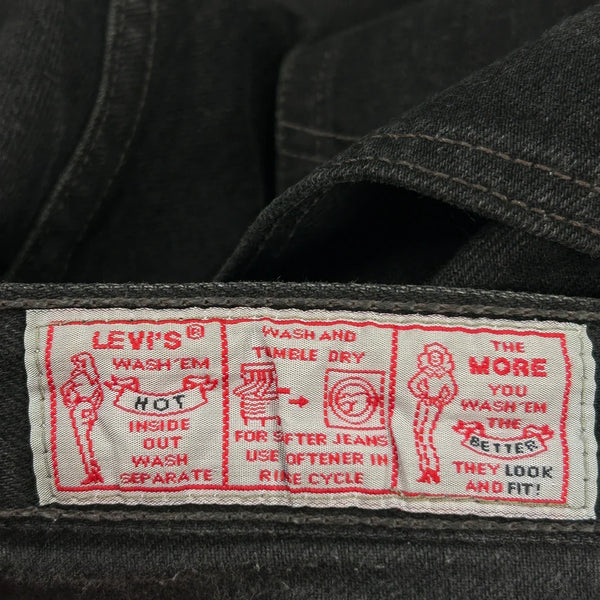 LEVI'S ®
WASH 'EM
HOT
INSIDE
OUT
WASH
SEPARATE
WASH AND
TUMBLE DRY
FOR SOFTER JEANS
USE SOFTENER IN
RINSE CYCLE
THE
MORE
YOU
WASH 'EM
THE
BETTER
THEY LOOK
AND FIT!